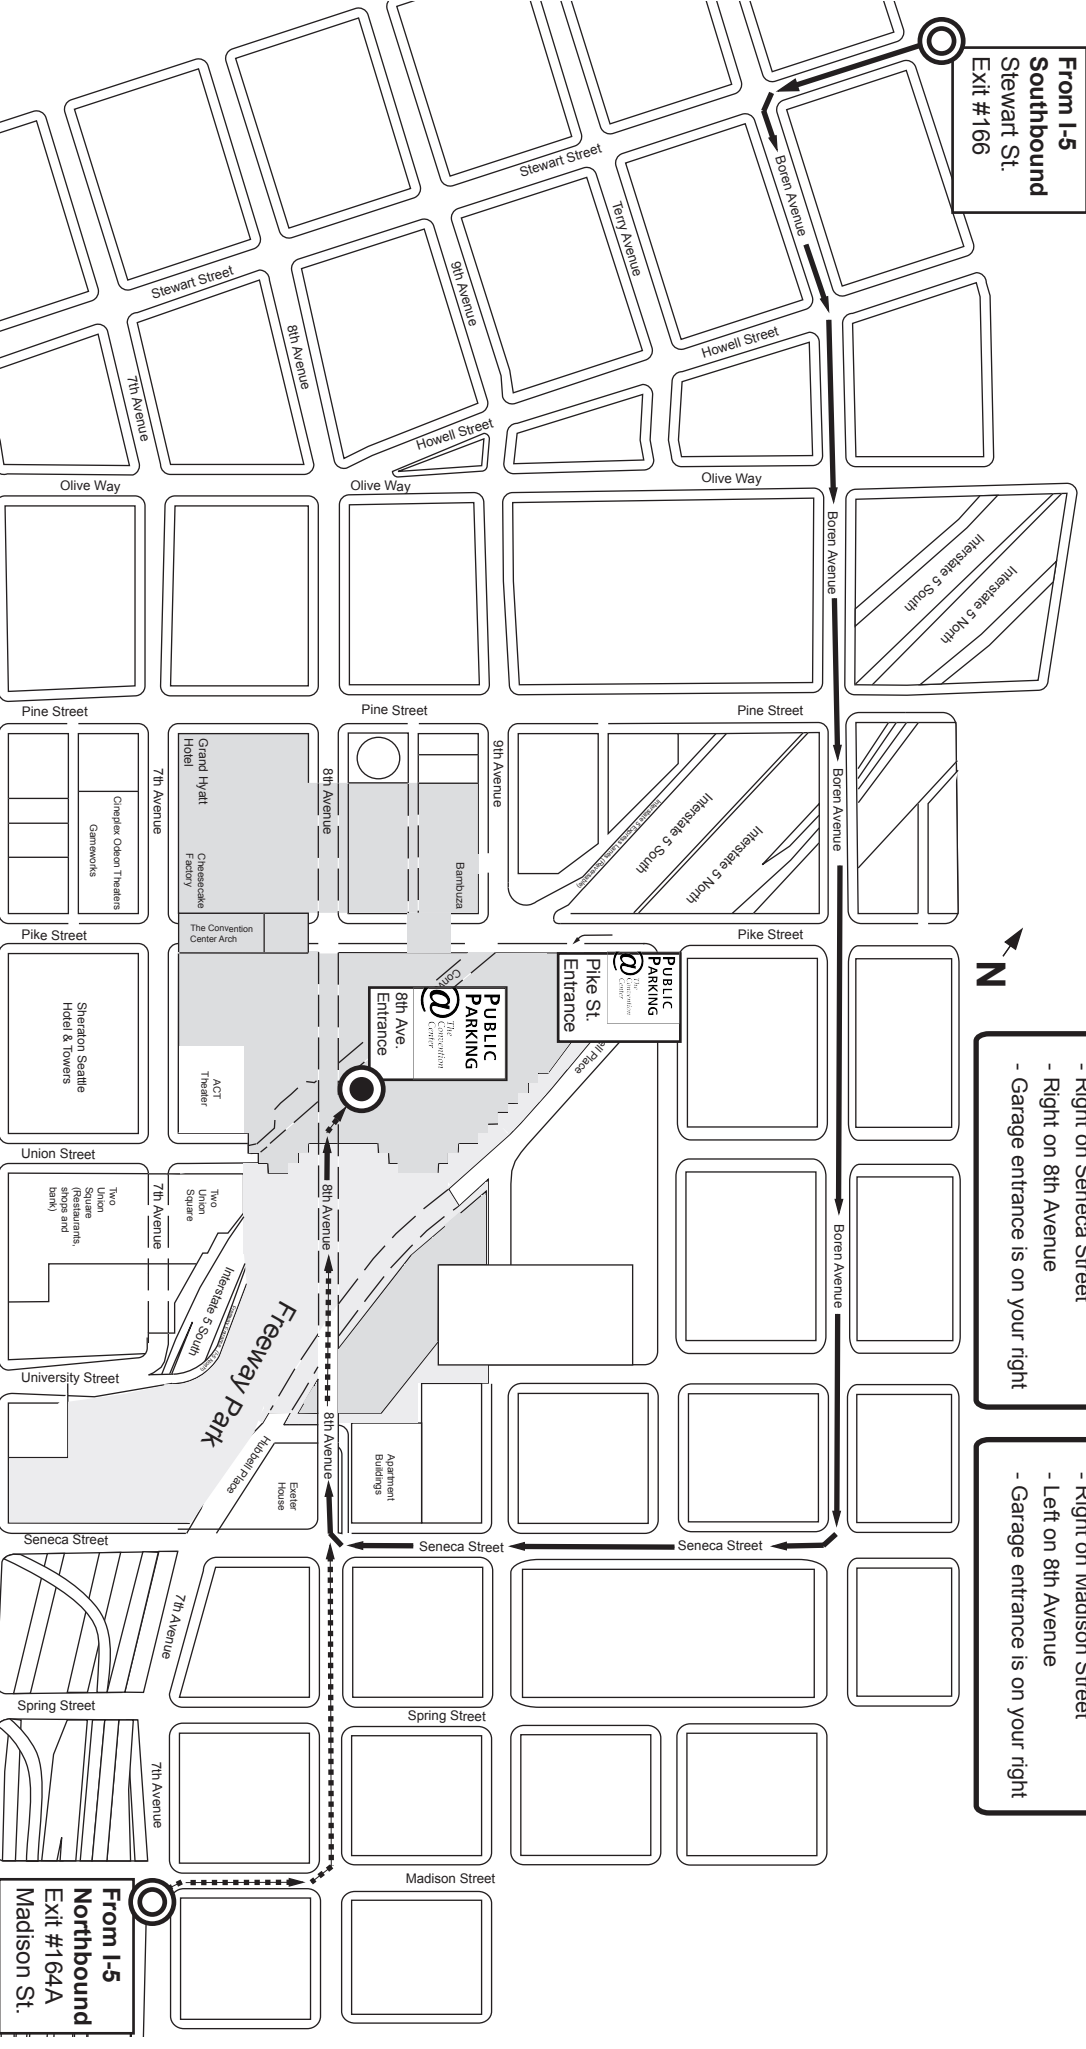 From I-5
Southbound
Stewart St.
Exit #166
Boren Avenue
Stewart Street
Terry Avenue
Stewart Street
9th Avenue
8th Avenue
7th Avenue
Howell Street
Howell Street
Olive Way
Olive Way
Olive Way
Boren Avenue
Interstate 5 South
Interstate 5 North
Pine Street
Pine Street
Pine Street
Grand Hyatt
Hotel
7th Avenue
8th Avenue
9th Avenue
Boren Avenue
Cineplex Odeon Theaters
Gameworks
Cheesecake
Factory
Bambuza
Interstate 5 Express Lanes (Reversible)
Interstate 5 South
Interstate 5 North
Pike Street
The Convention
Center Arch
Pike Street
N
PUBLIC
PARKING
@ The
Convention
Center
Pike St.
Entrance
PUBLIC
PARKING
@ The
Convention
Center
8th Ave.
Entrance
Conv
ell Place
Sheraton Seattle
Hotel & Towers
ACT
Theater
- Right on Seneca Street
- Right on 8th Avenue
- Garage entrance is on your right
Union Street
Two
Union
Square
(Restaurants,
shops and
bank)
7th Avenue
Two
Union
Square
8th Avenue
Boren Avenue
Interstate 5 South
Freeway Park
University Street
8th Avenue
Hubbell Place
Exeter
House
Apartment
Buildings
- Right on Madison Street
- Left on 8th Avenue
- Garage entrance is on your right
Seneca Street
Seneca Street
Seneca Street
7th Avenue
Spring Street
Spring Street
7th Avenue
Madison Street
From I-5
Northbound
Exit #164A
Madison St.